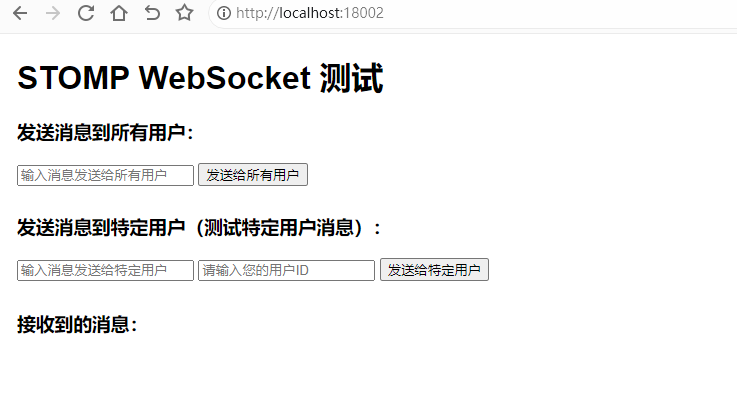 http://localhost:18002
STOMP WebSocket 测试
发送消息到所有用户：
输入消息发送给所有用户 发送给所有用户
发送消息到特定用户（测试特定用户消息）：
输入消息发送给特定用户 请输入您的用户ID 发送给特定用户
接收到的消息：